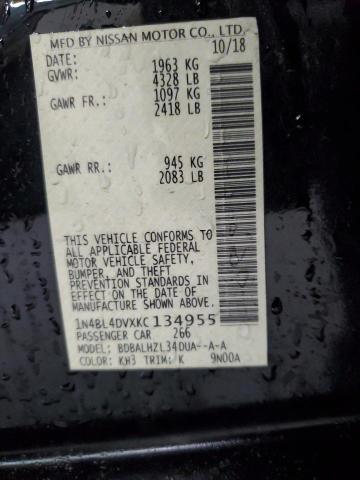 MFD BY NISSAN MOTOR CO., LTD.
DATE: 10/18
GVWR: 1963 KG
4328 LB
GAWR FR: 1097 KG
2418 LB
GAWR RR: 945 KG
2083 LB
THIS VEHICLE CONFORMS TO
ALL APPLICABLE FEDERAL
MOTOR VEHICLE SAFETY,
BUMPER, AND THEFT
PREVENTION STANDARDS IN
EFFECT ON THE DATE OF
MANUFACTURE SHOWN ABOVE.
1N4BL4DVXKC134955
PASSENGER CAR 266
MODEL: BDBALHZL34DUA--A-A
COLOR: KH3 TRIM: K 9N00A